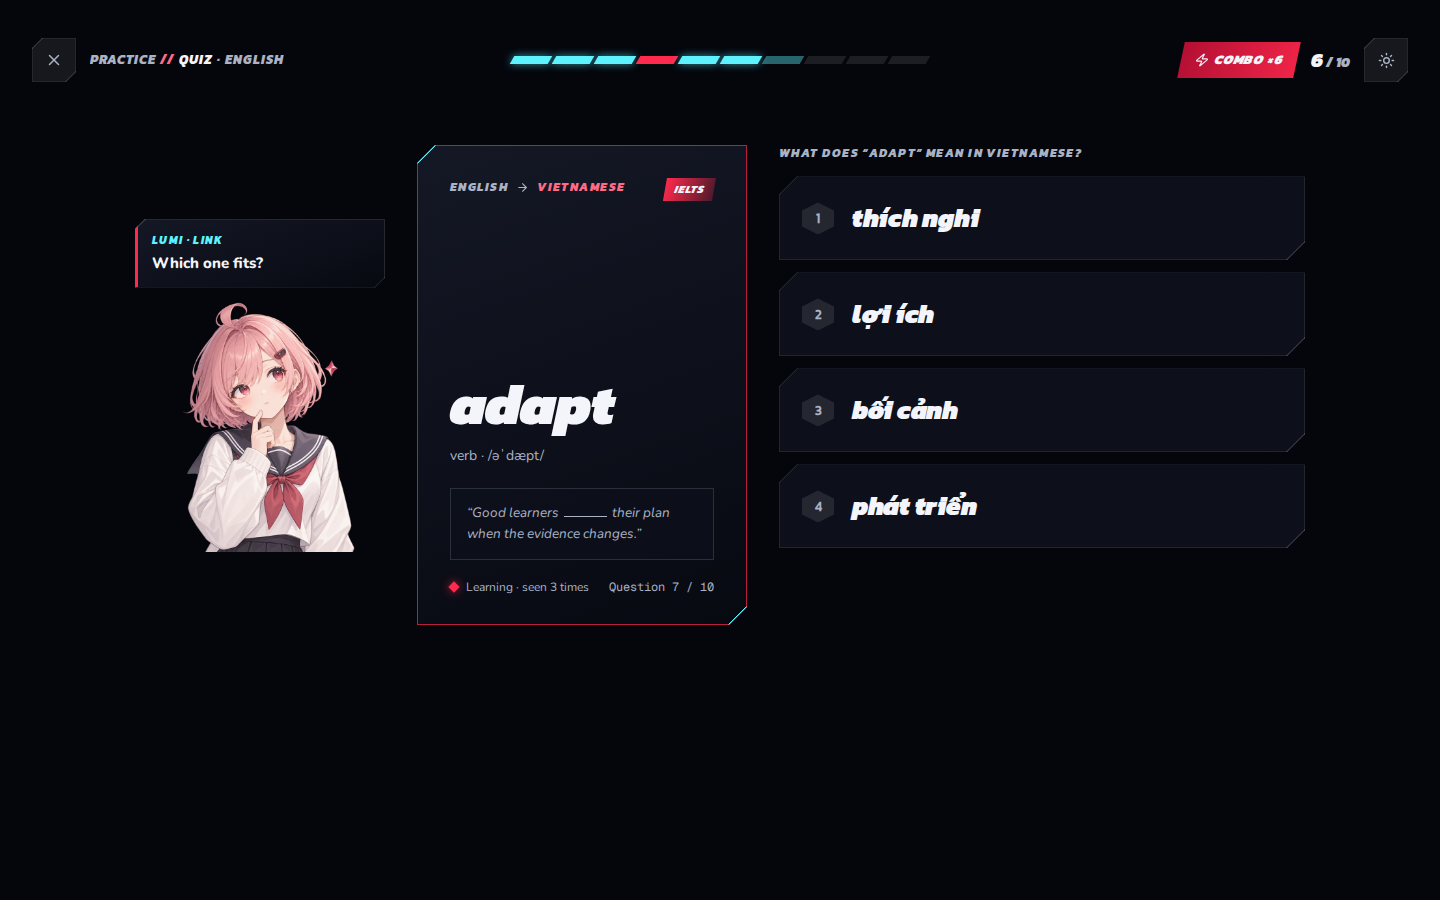 PRACTICE // QUIZ · ENGLISH
COMBO ×6
6 / 10
LUMI · LINK
Which one fits?
ENGLISH → VIETNAMESE
IELTS
adapt
verb · /əˈdæpt/
“Good learners ______ their plan
when the evidence changes.”
Learning · seen 3 times
Question 7 / 10
WHAT DOES “ADAPT” MEAN IN VIETNAMESE?
1 thích nghi
2 lợi ích
3 bối cảnh
4 phát triển